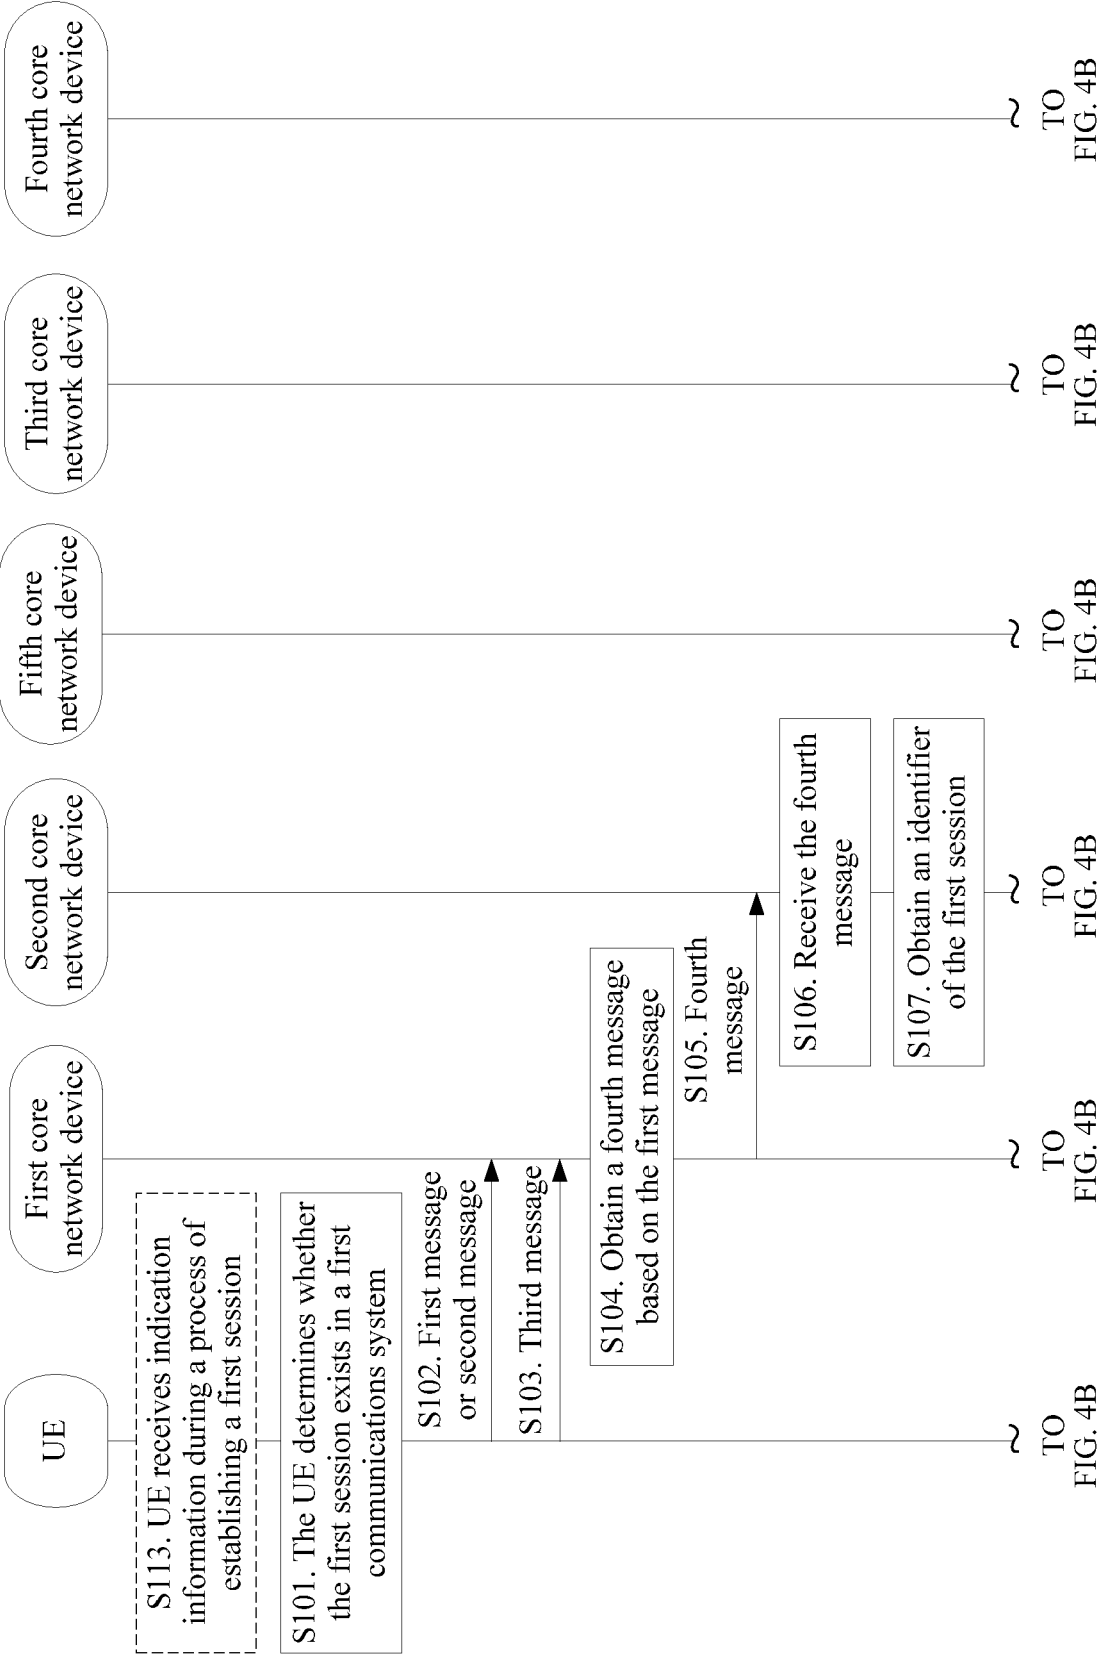 UE
First core
network device
Second core
network device
Fifth core
network device
Third core
network device
Fourth core
network device
S113. UE receives indication
information during a process of
establishing a first session
S101. The UE determines whether
the first session exists in a first
communications system
S102. First message
or second message
S103. Third message
S104. Obtain a fourth message
based on the first message
S105. Fourth
message
S106. Receive the fourth
message
S107. Obtain an identifier
of the first session
TO
FIG. 4B
TO
FIG. 4B
TO
FIG. 4B
TO
FIG. 4B
TO
FIG. 4B
TO
FIG. 4B